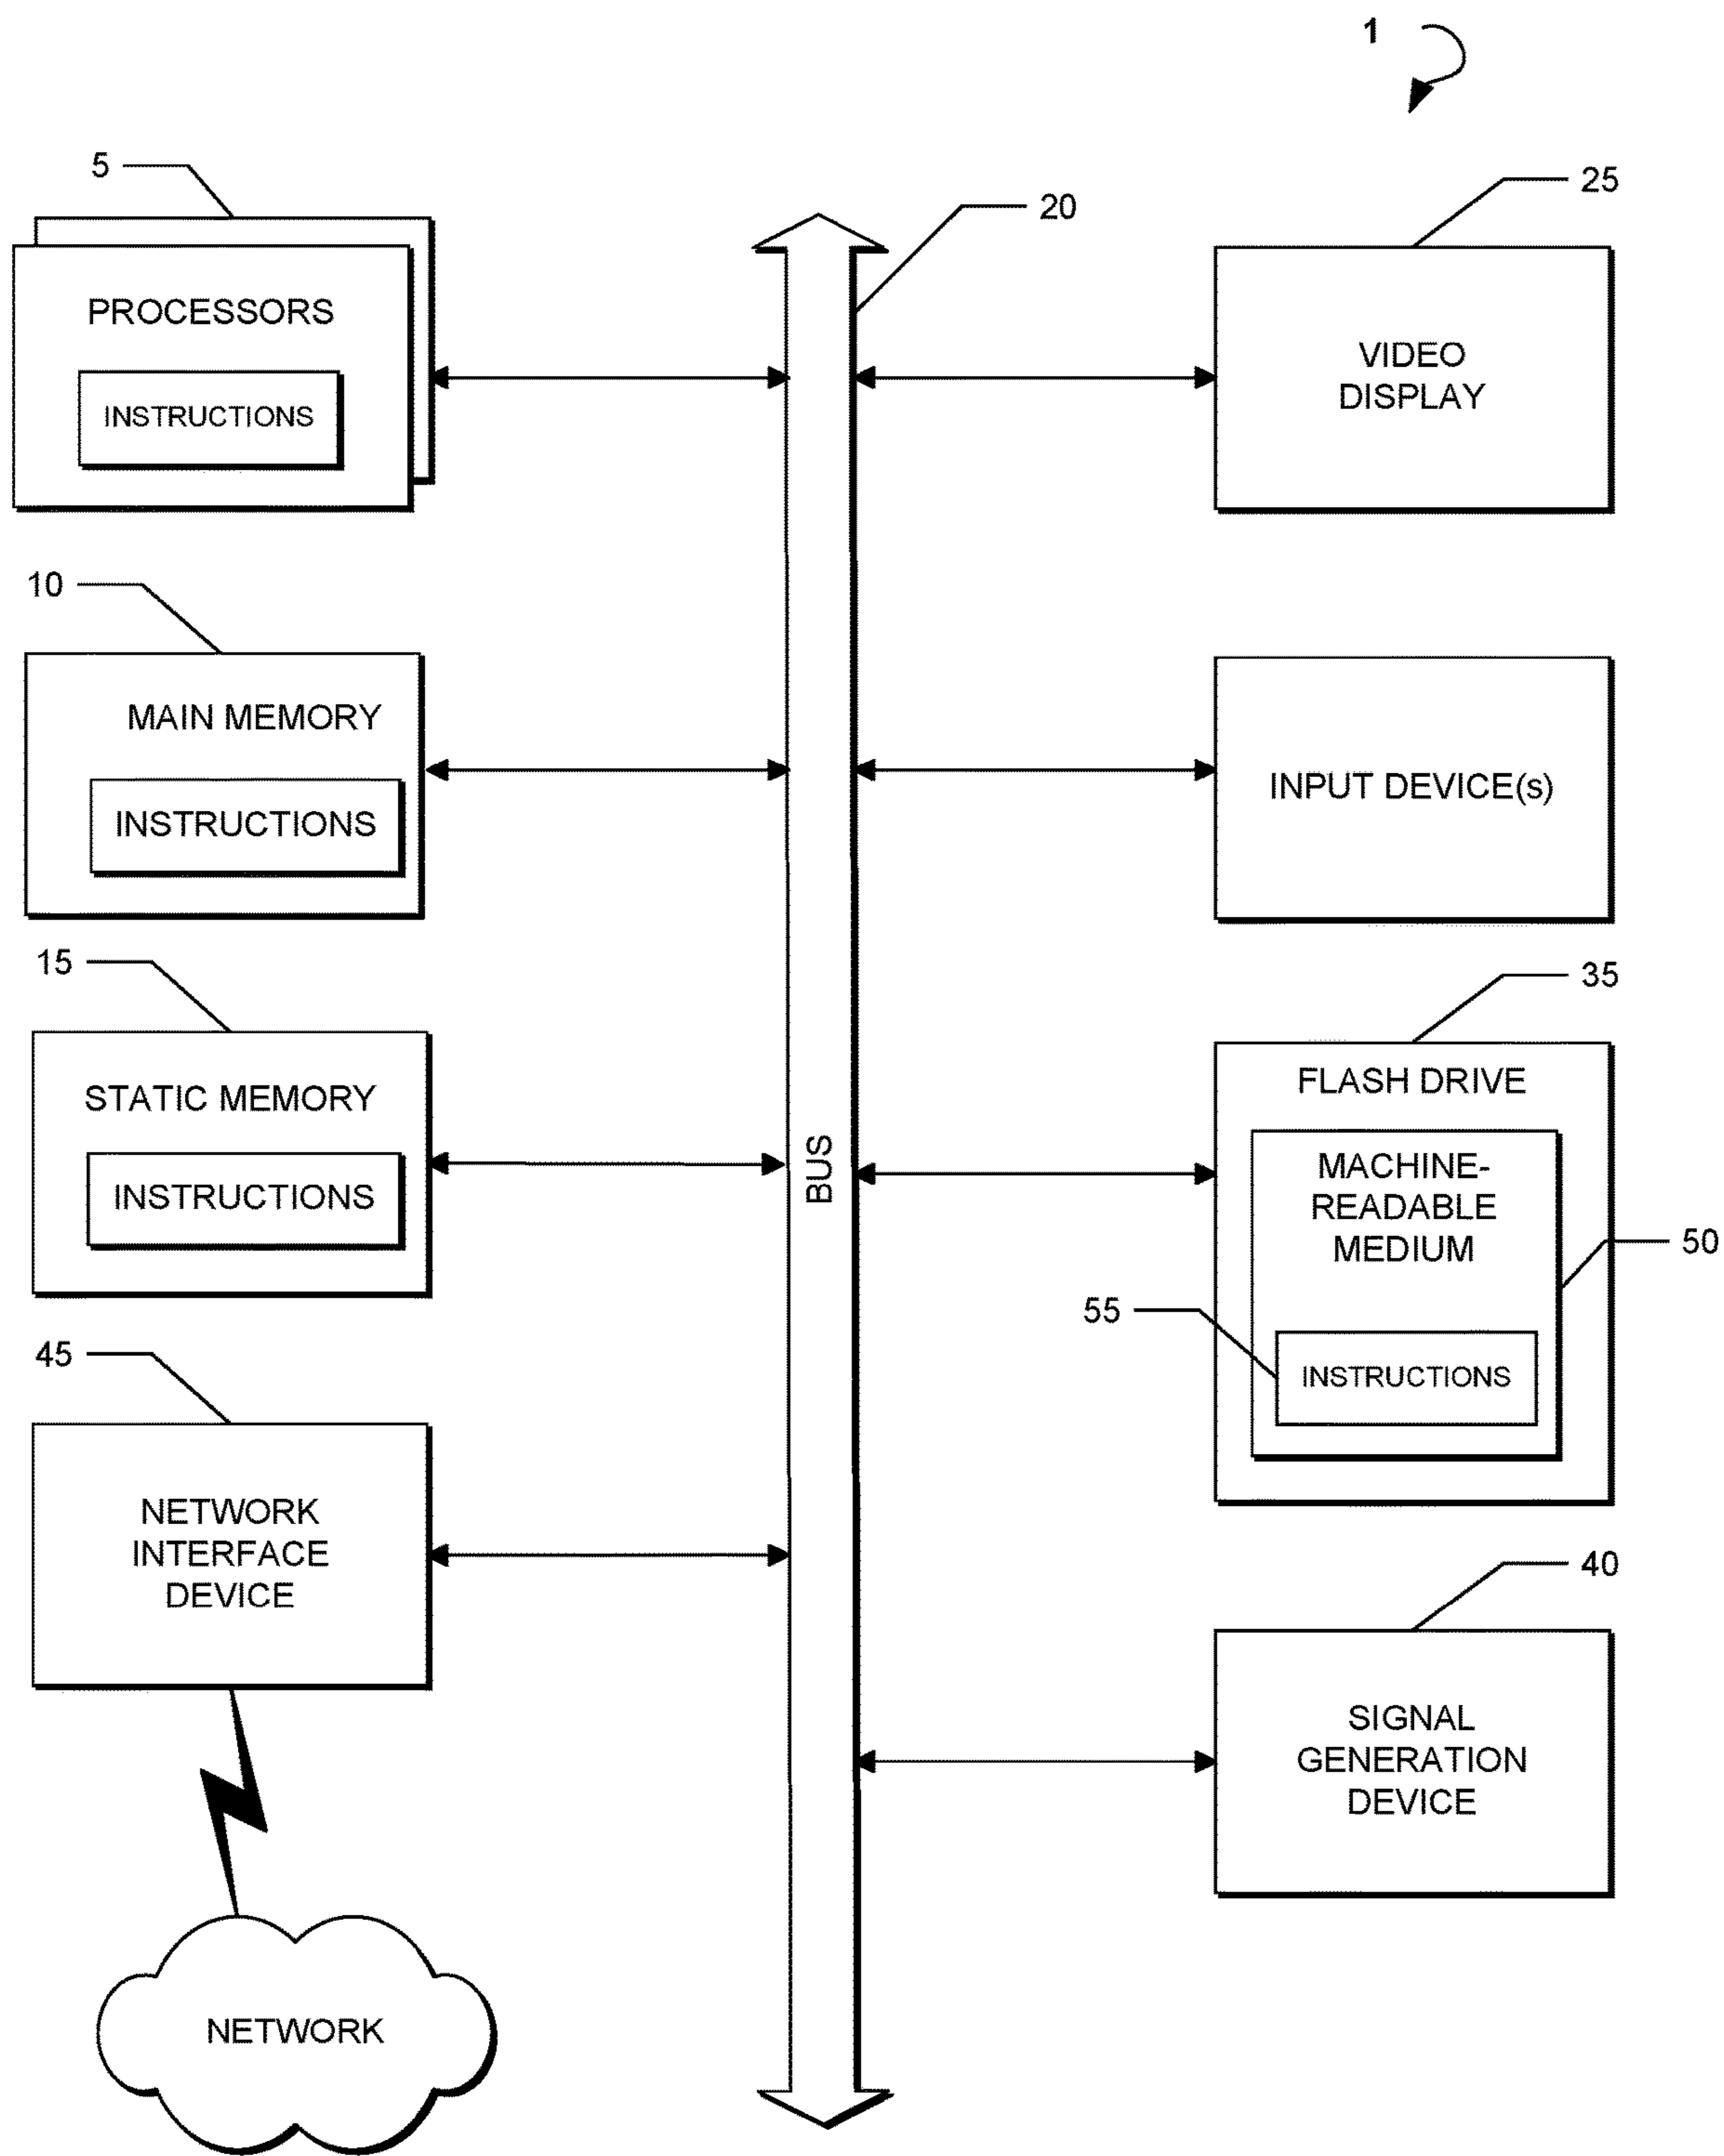 1
5
20
25
PROCESSORS
INSTRUCTIONS
VIDEO
DISPLAY
10
MAIN MEMORY
INSTRUCTIONS
INPUT DEVICE(s)
15
STATIC MEMORY
INSTRUCTIONS
BUS
35
FLASH DRIVE
MACHINE-
READABLE
MEDIUM
50
55
INSTRUCTIONS
45
NETWORK
INTERFACE
DEVICE
40
SIGNAL
GENERATION
DEVICE
NETWORK